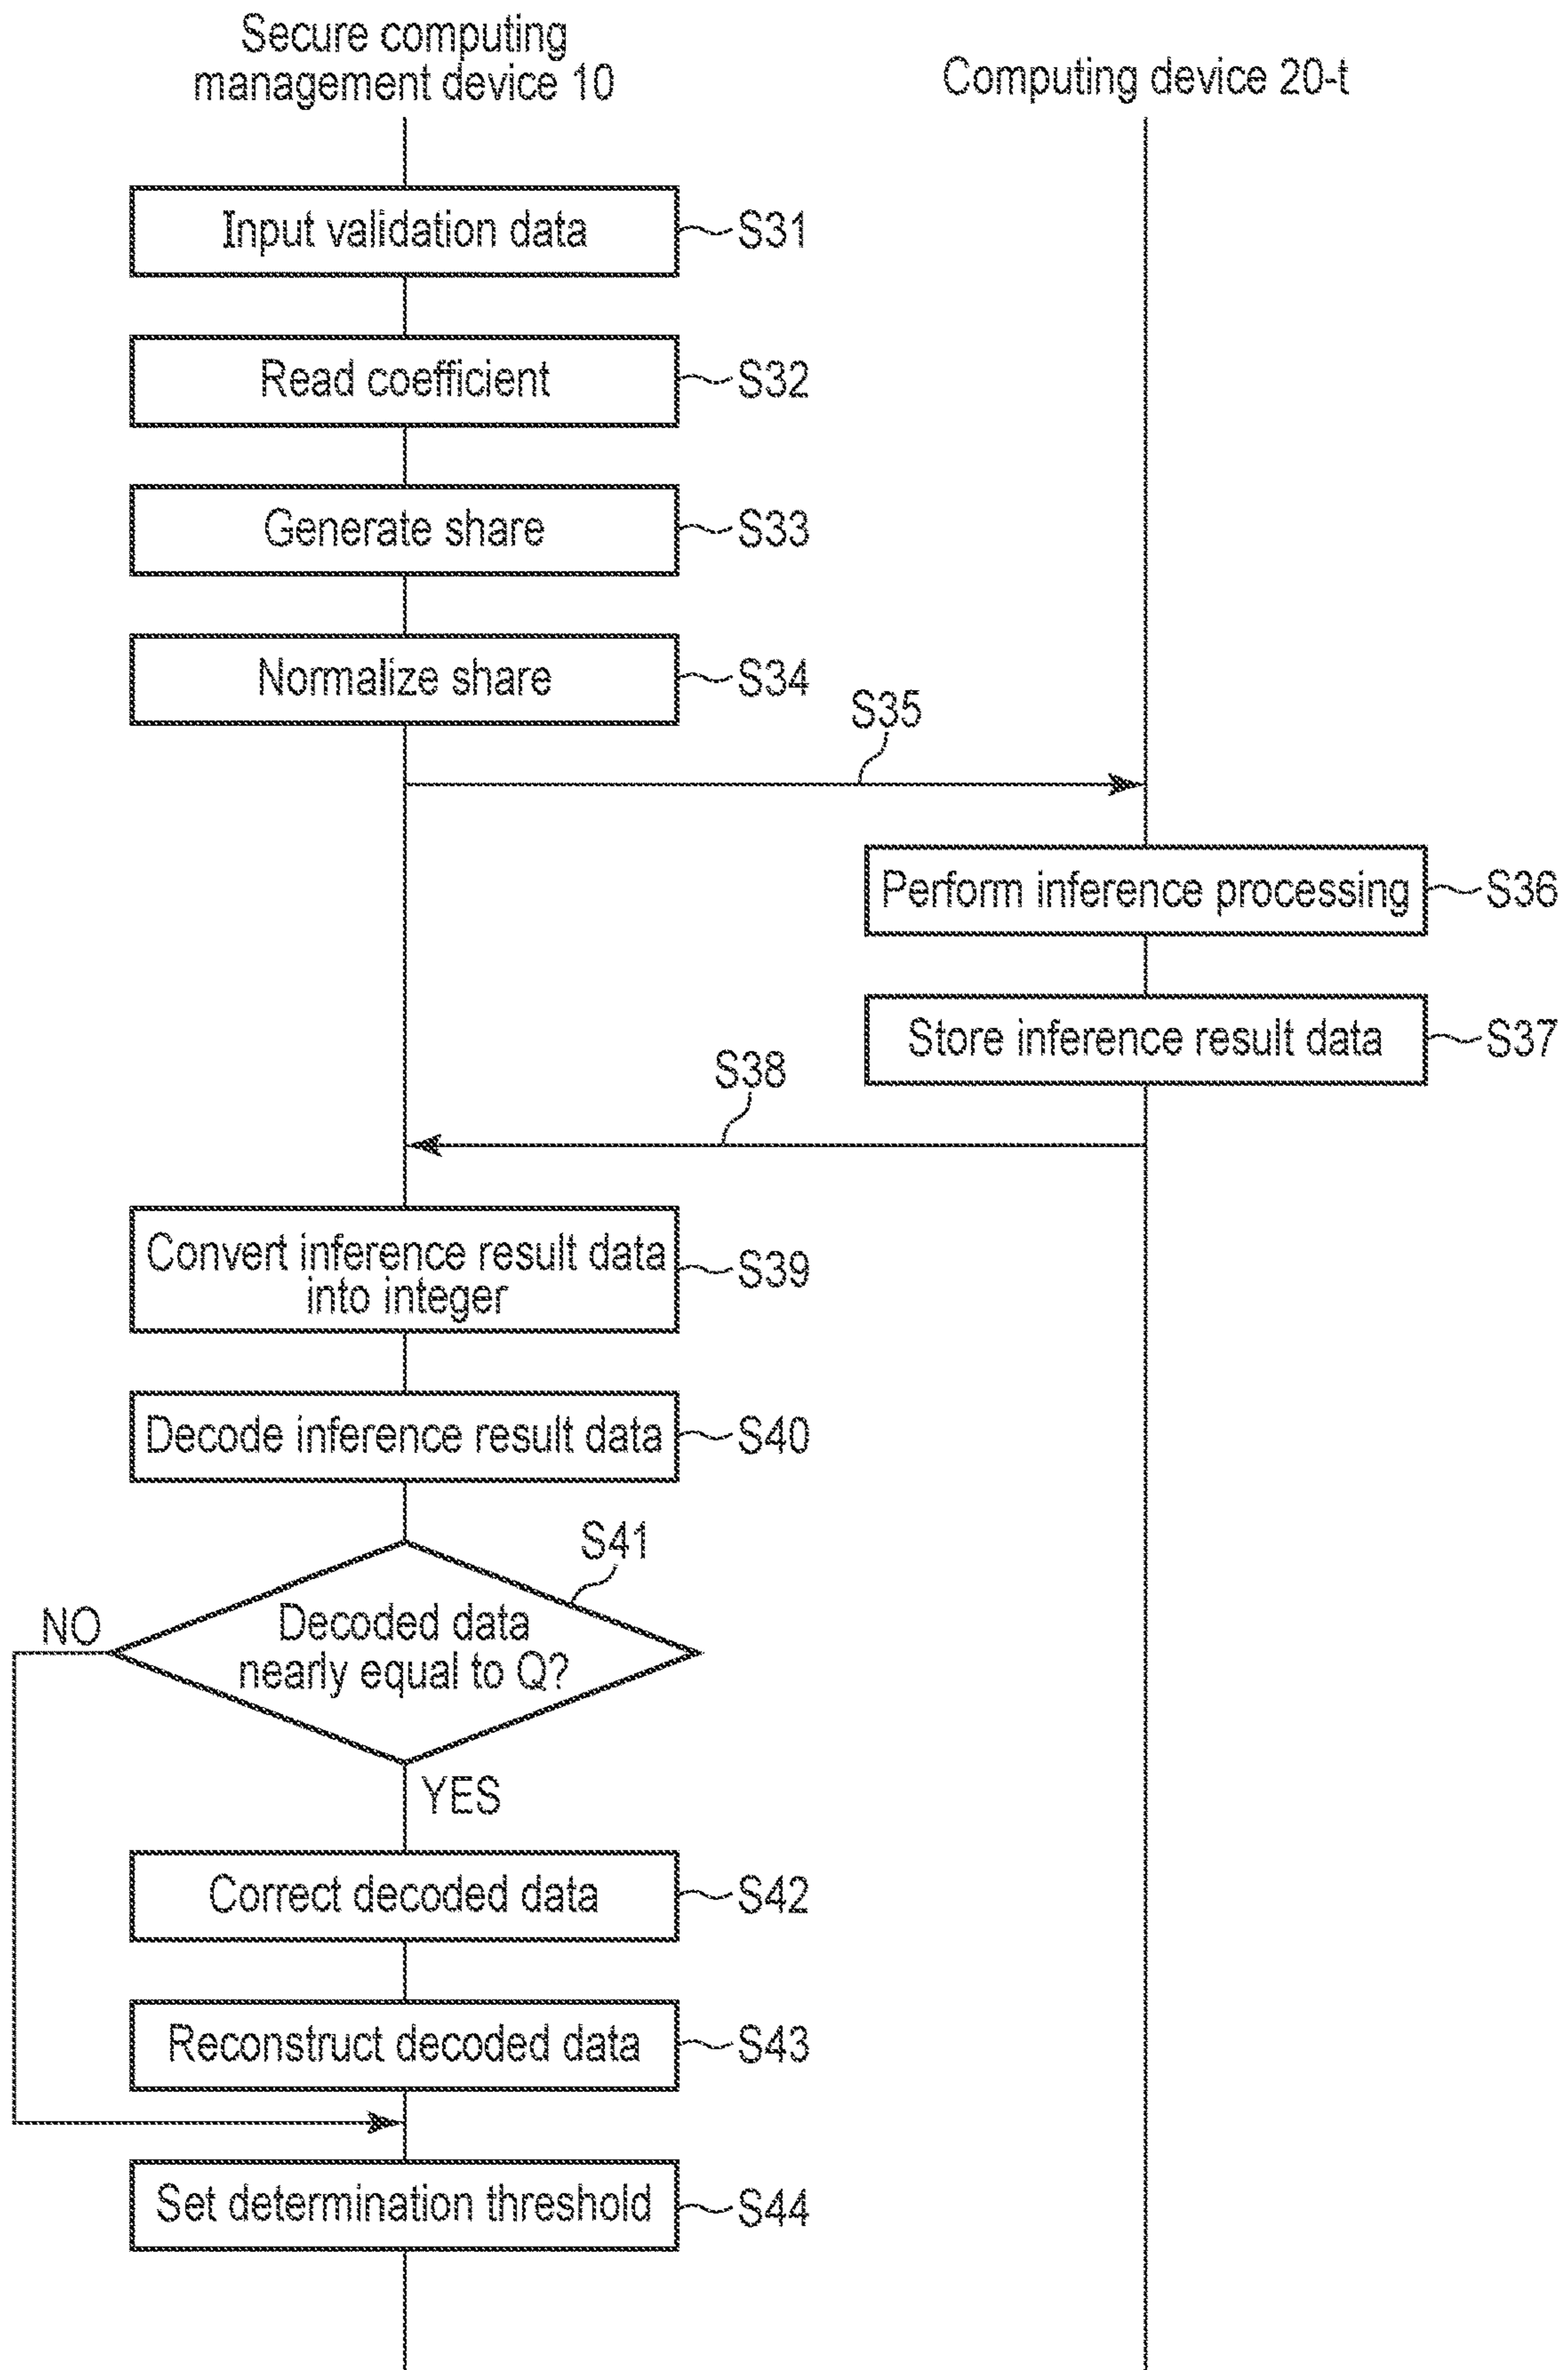 Secure computing
management device 10
Computing device 20-t
Input validation data
S31
Read coefficient
S32
Generate share
S33
Normalize share
S34
S35
Perform inference processing
S36
Store inference result data
S37
S38
Convert inference result data
into integer
S39
Decode inference result data
S40
S41
NO
Decoded data
nearly equal to Q?
YES
Correct decoded data
S42
Reconstruct decoded data
S43
Set determination threshold
S44